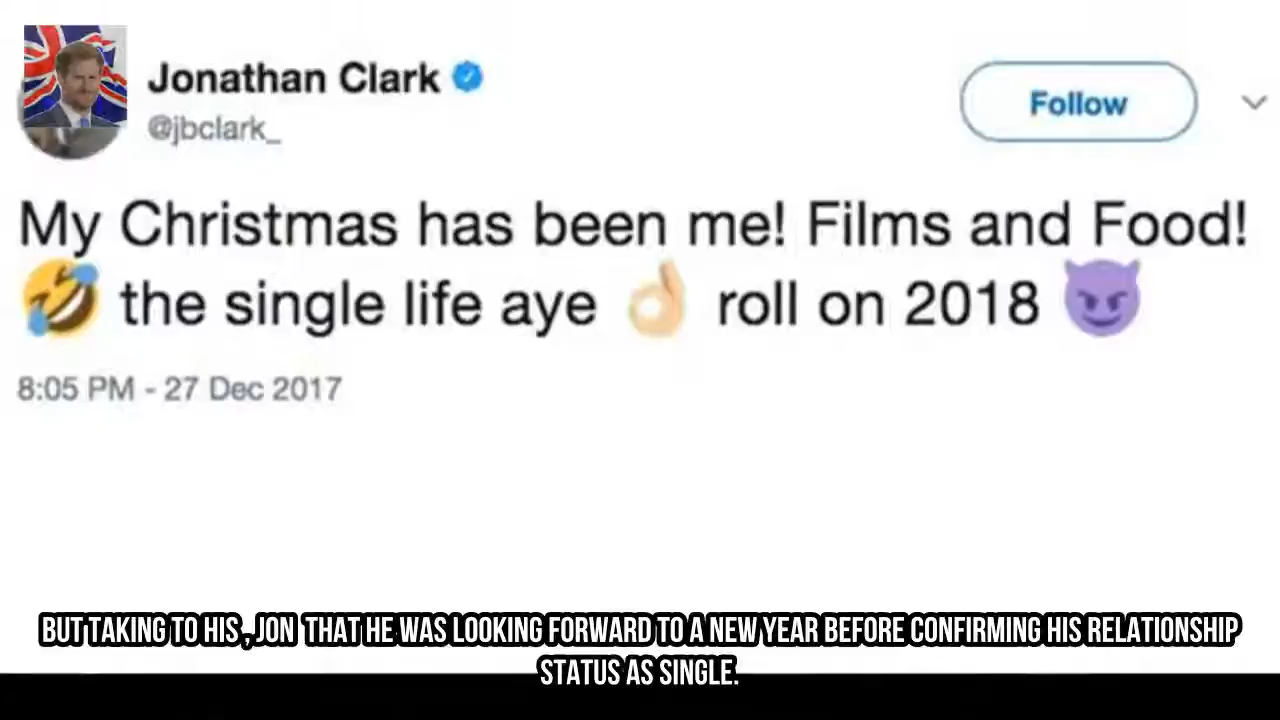 Jonathan Clark
@jbclark_
Follow
My Christmas has been me! Films and Food!
🤣 the single life aye 👌🏼 roll on 2018 😈
8:05 PM - 27 Dec 2017
BUT TAKING TO HIS , JON THAT HE WAS LOOKING FORWARD TO A NEW YEAR BEFORE CONFIRMING HIS RELATIONSHIP
STATUS AS SINGLE.